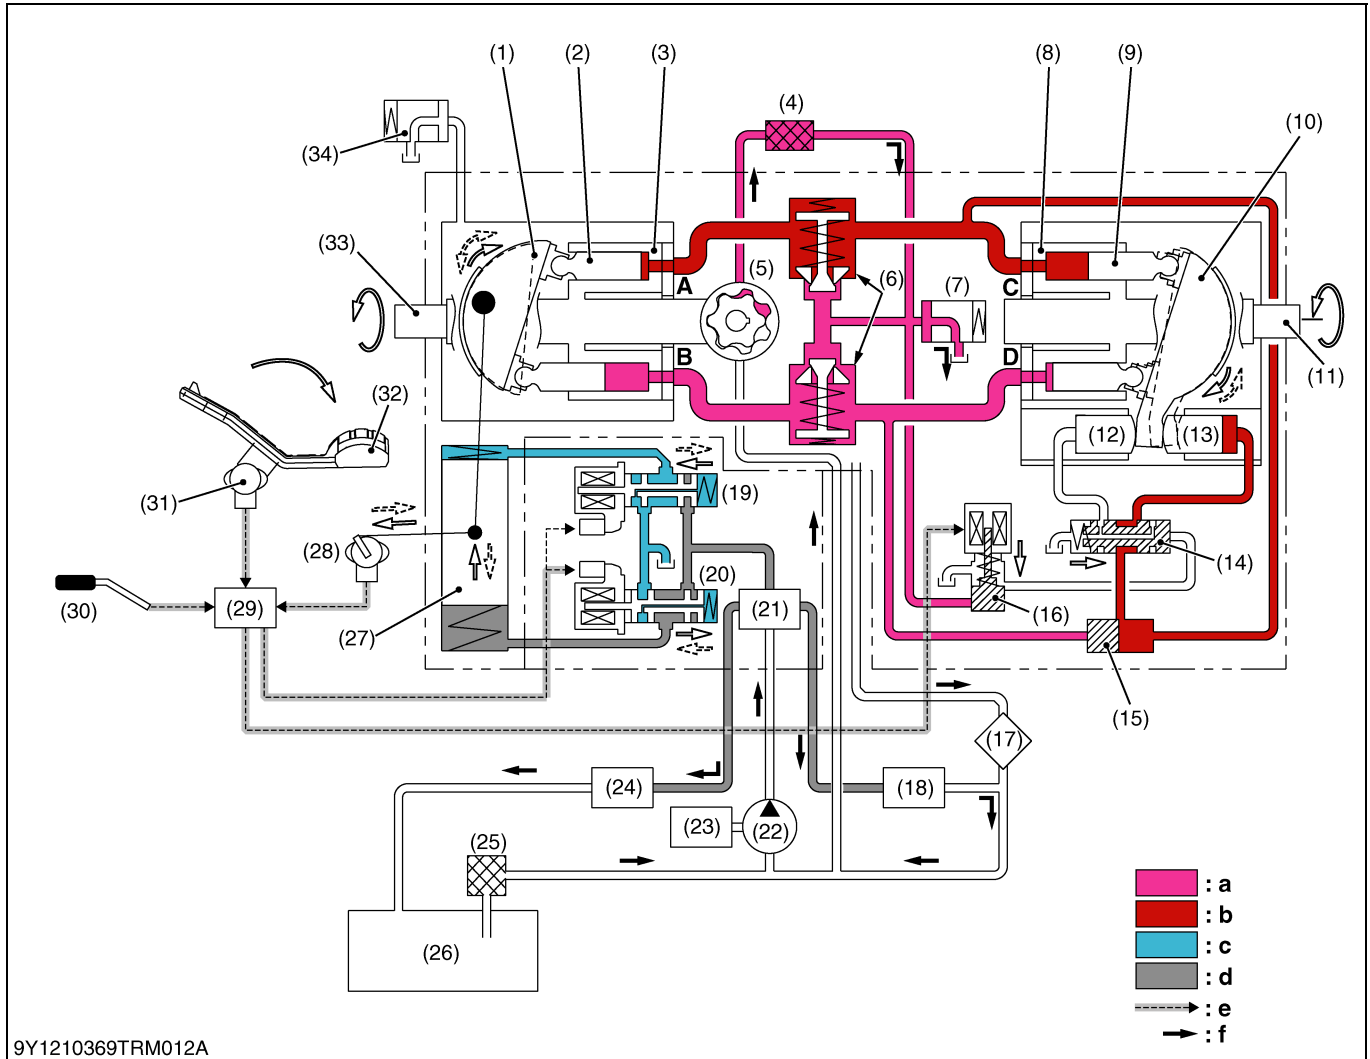 (1) (2) (3) (8) (9)
(4)
(10)
(34)
(33)
(5) (6) (7)
A C
B D
(11)
(32)
(12) (13)
(31)
(19)
(28)
(20)
(14)
(30) (29) (27) (21) (16)
(15)
(17)
(24) (18)
(23) (22)
(25)
(26)
: a
: b
: c
: d
: e
: f
9Y1210369TRM012A